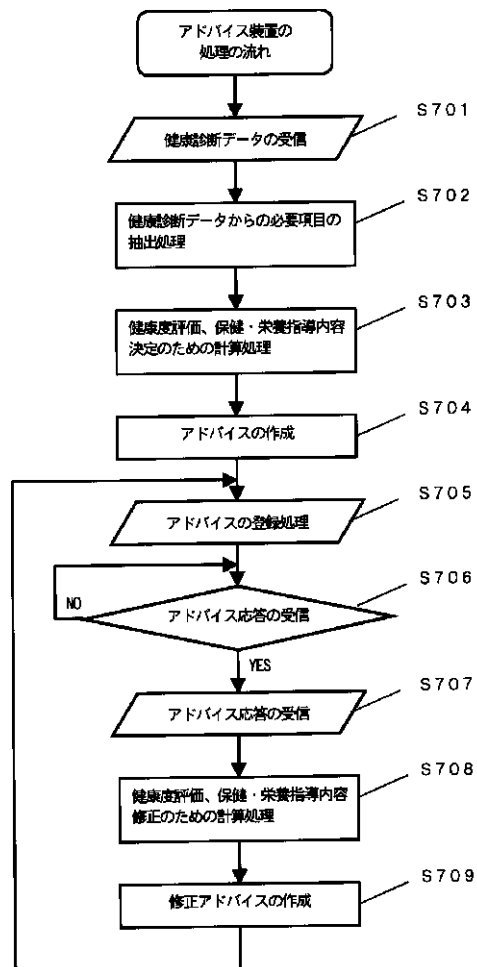 アドバイス装置の
処理の流れ
S701
健康診断データの受信
S702
健康診断データからの必要項目の
抽出処理
S703
健康度評価、保健・栄養指導内容
決定のための計算処理
S704
アドバイスの作成
S705
アドバイスの登録処理
S706
アドバイス応答の受信
NO
YES
S707
アドバイス応答の受信
S708
健康度評価、保健・栄養指導内容
修正のための計算処理
S709
修正アドバイスの作成